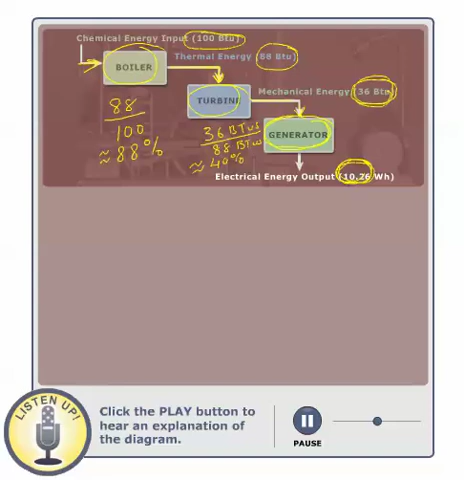 Chemical Energy Input (100 Btu)
Thermal Energy (88 Btu)
BOILER
Mechanical Energy (36 Btu)
TURBINE
88
100
≈ 88%
36 BTUs
88 BTUs
≈ 40%
GENERATOR
Electrical Energy Output (10.26 Wh)
LISTEN UP!
Click the PLAY button to
hear an explanation of
the diagram.
PAUSE